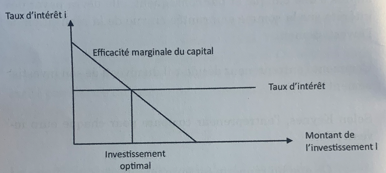 Taux d'intérêt i
Efficacité marginale du capital
Taux d'intérêt
Montant de
l'investissement I
Investissement
optimal